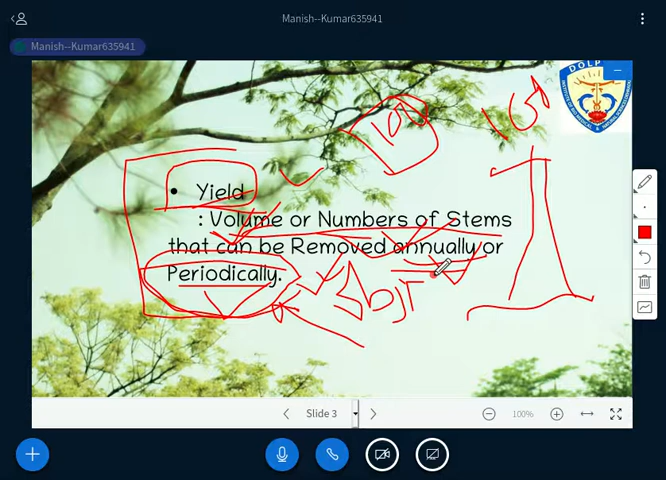 Manish--Kumar635941
Manish--Kumar635941
DOLP
• Yield
: Volume or Numbers of Stems
that can be Removed annually or
Periodically.
Slide 3
100%